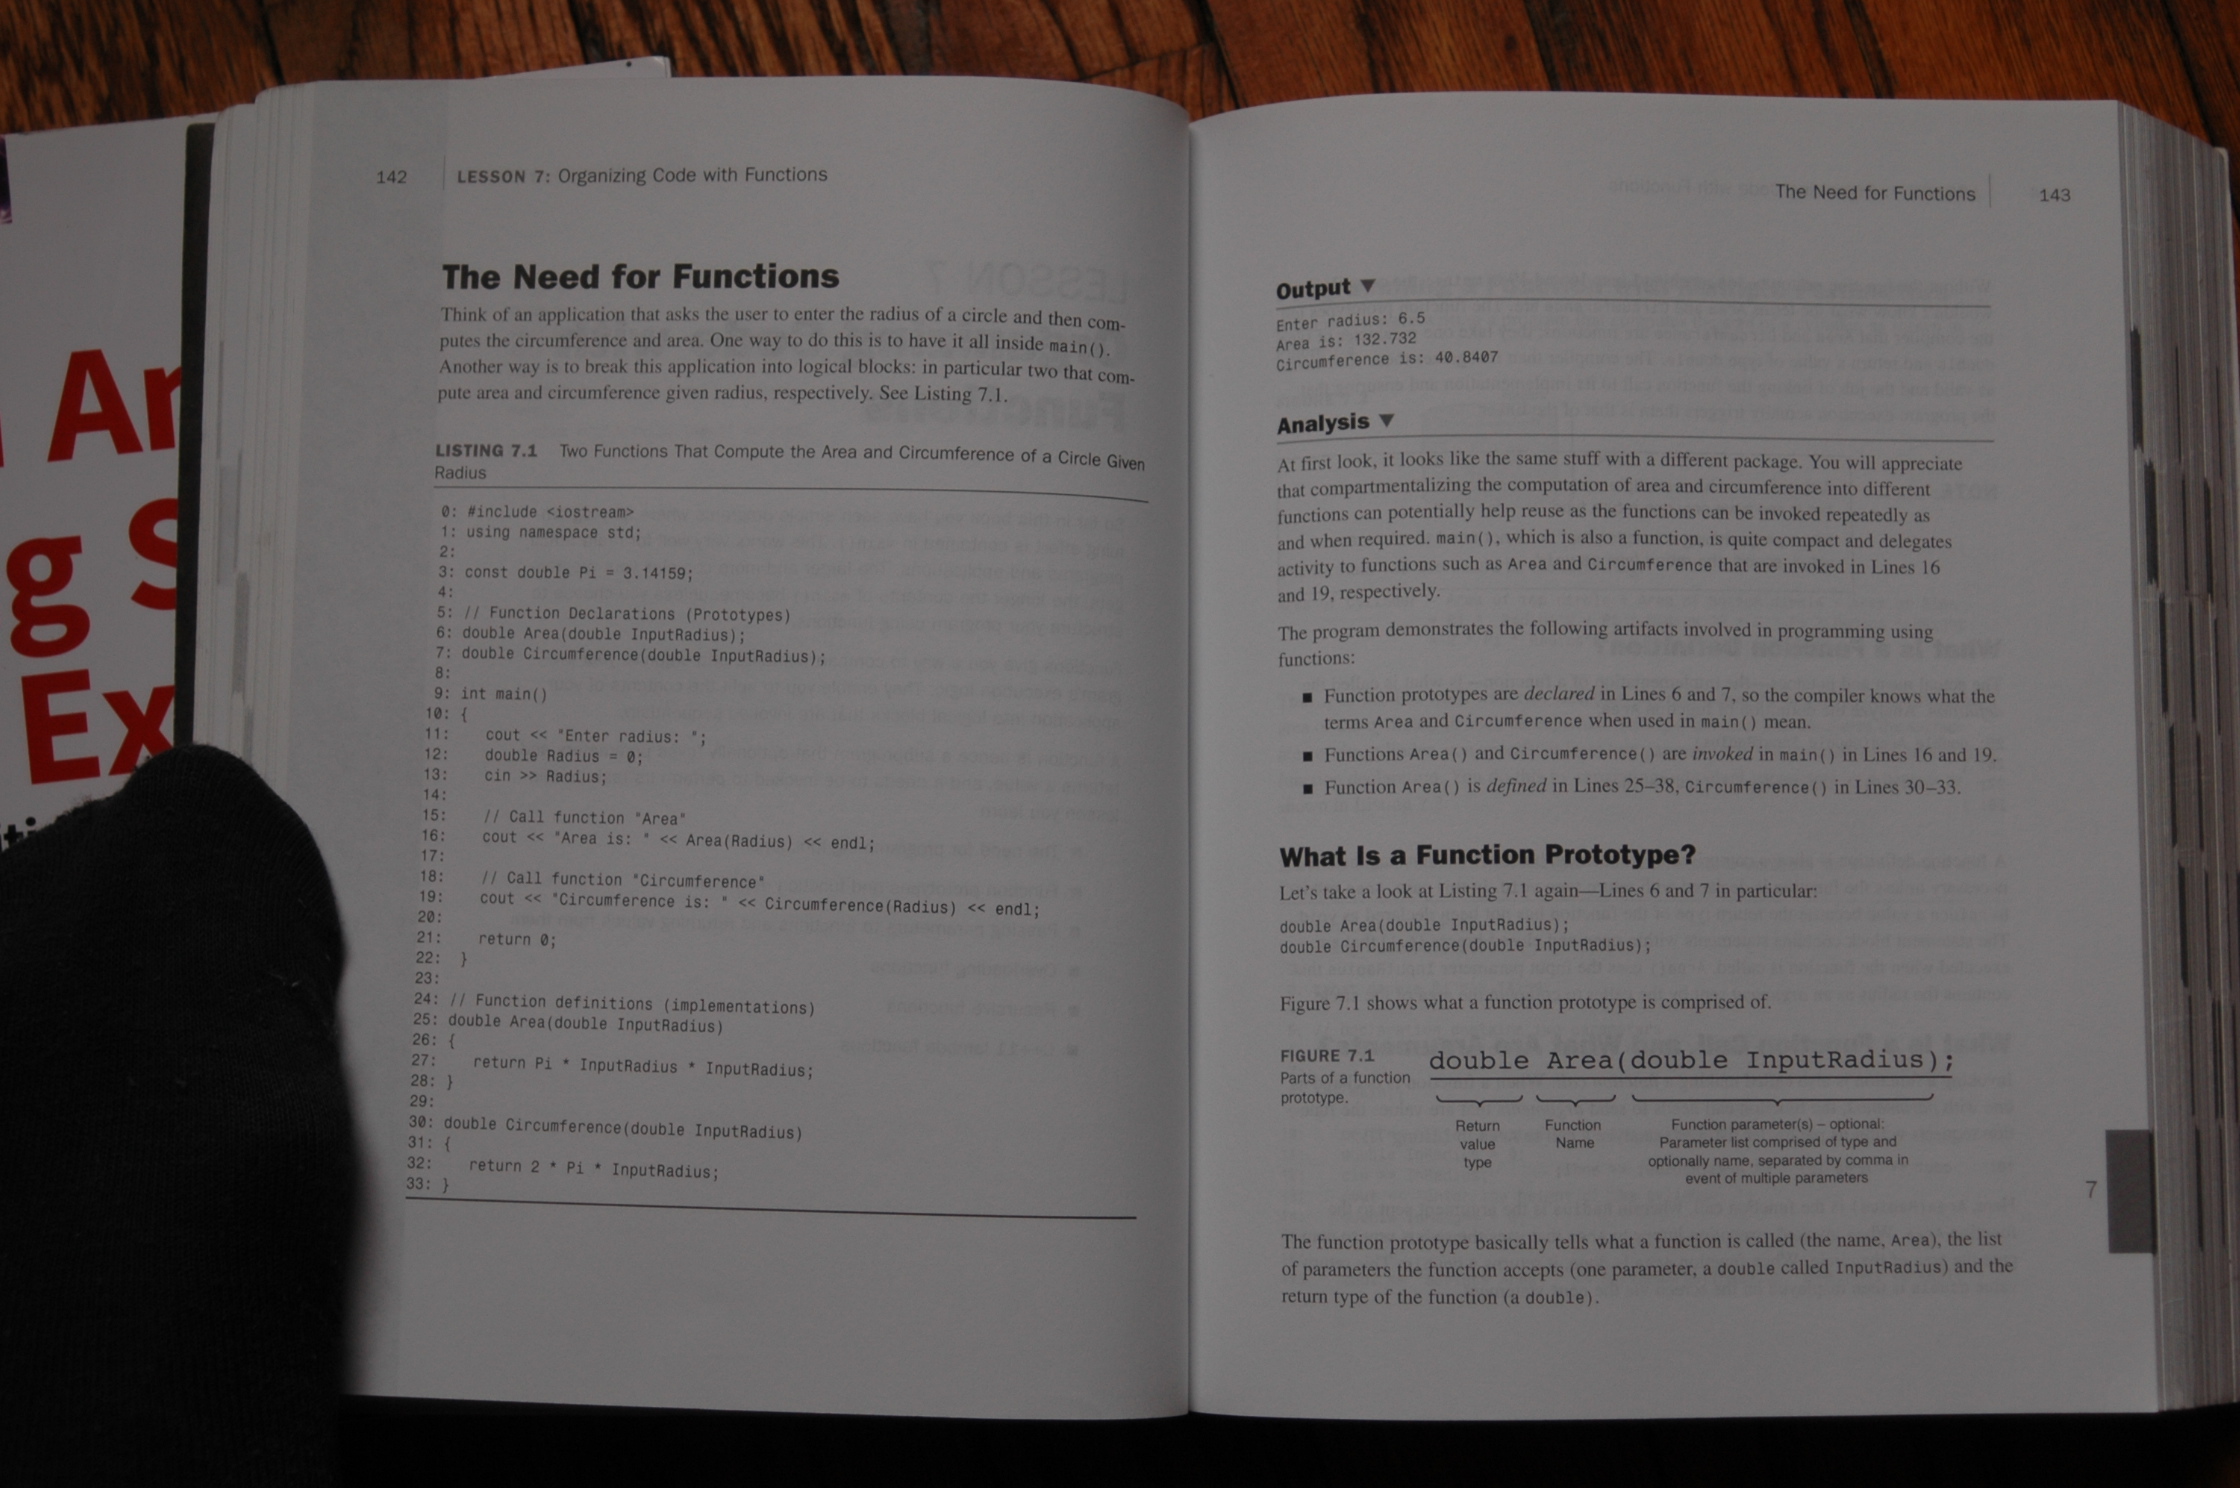 An
g S
Ex
142 LESSON 7: Organizing Code with Functions
The Need for Functions
Think of an application that asks the user to enter the radius of a circle and then com-
putes the circumference and area. One way to do this is to have it all inside main().
Another way is to break this application into logical blocks: in particular two that com-
pute area and circumference given radius, respectively. See Listing 7.1.
LISTING 7.1 Two Functions That Compute the Area and Circumference of a Circle Given
Radius
0: #include <iostream>
1: using namespace std;
2:
3: const double Pi = 3.14159;
4:
5: // Function Declarations (Prototypes)
6: double Area(double InputRadius);
7: double Circumference(double InputRadius);
8:
9: int main()
10: {
11: cout << "Enter radius: ";
12: double Radius = 0;
13: cin >> Radius;
14:
15: // Call function "Area"
16: cout << "Area is: " << Area(Radius) << endl;
17:
18: // Call function "Circumference"
19: cout << "Circumference is: " << Circumference(Radius) << endl;
20:
21: return 0;
22: }
23:
24: // Function definitions (implementations)
25: double Area(double InputRadius)
26: {
27: return Pi * InputRadius * InputRadius;
28: }
29:
30: double Circumference(double InputRadius)
31: {
32: return 2 * Pi * InputRadius;
33: }
The Need for Functions 143
Output ▼
Enter radius: 6.5
Area is: 132.732
Circumference is: 40.8407
Analysis ▼
At first look, it looks like the same stuff with a different package. You will appreciate
that compartmentalizing the computation of area and circumference into different
functions can potentially help reuse as the functions can be invoked repeatedly as
and when required. main(), which is also a function, is quite compact and delegates
activity to functions such as Area and Circumference that are invoked in Lines 16
and 19, respectively.
The program demonstrates the following artifacts involved in programming using
functions:
■ Function prototypes are declared in Lines 6 and 7, so the compiler knows what the
terms Area and Circumference when used in main() mean.
■ Functions Area() and Circumference() are invoked in main() in Lines 16 and 19.
■ Function Area() is defined in Lines 25–38, Circumference() in Lines 30–33.
What Is a Function Prototype?
Let's take a look at Listing 7.1 again—Lines 6 and 7 in particular:
double Area(double InputRadius);
double Circumference(double InputRadius);
Figure 7.1 shows what a function prototype is comprised of.
FIGURE 7.1
Parts of a function
prototype.
double Area(double InputRadius);
Return
value
type
Function
Name
Function parameter(s) – optional:
Parameter list comprised of type and
optionally name, separated by comma in
event of multiple parameters
7
The function prototype basically tells what a function is called (the name, Area), the list
of parameters the function accepts (one parameter, a double called InputRadius) and the
return type of the function (a double).